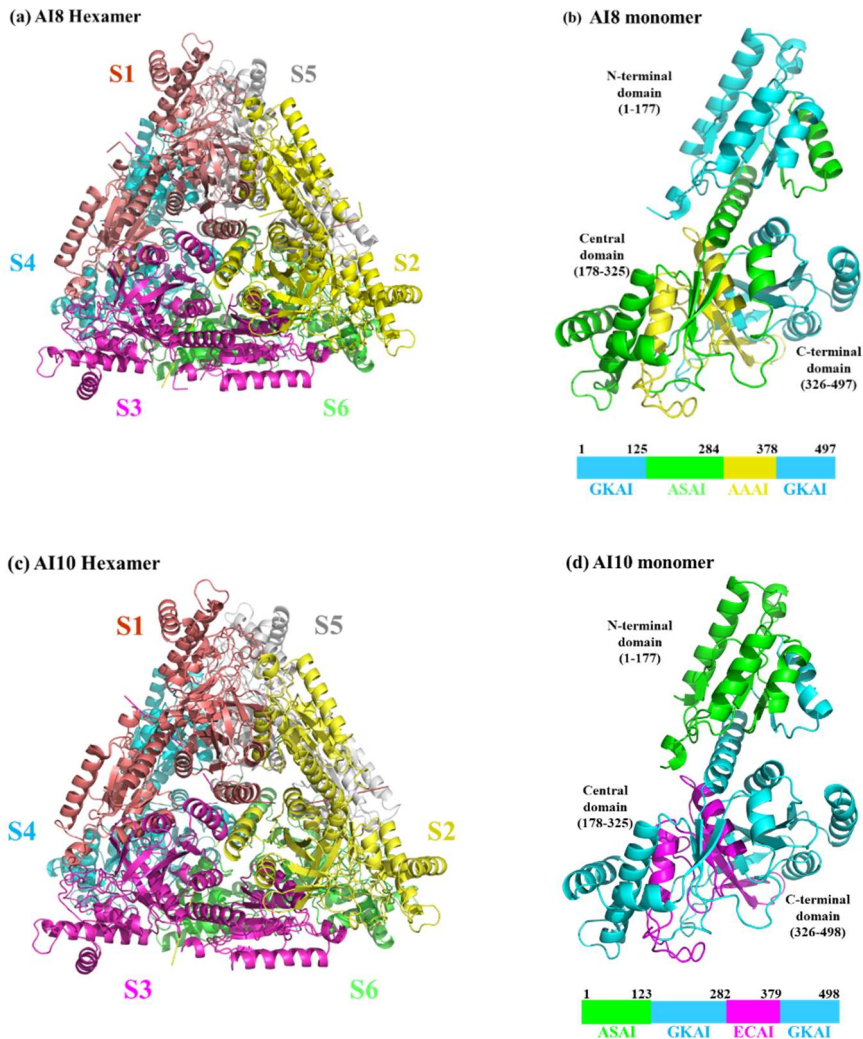 (a) AI8 Hexamer
S1
S5
S4
S2
S3
S6
(b) AI8 monomer
N-terminal
domain
(1-177)
Central
domain
(178-325)
C-terminal
domain
(326-497)
1 125 284 378 497
GKAI ASAI AAAI GKAI
(c) AI10 Hexamer
S1
S5
S4
S2
S3
S6
(d) AI10 monomer
N-terminal
domain
(1-177)
Central
domain
(178-325)
C-terminal
domain
(326-498)
1 123 282 379 498
ASAI GKAI ECAI GKAI